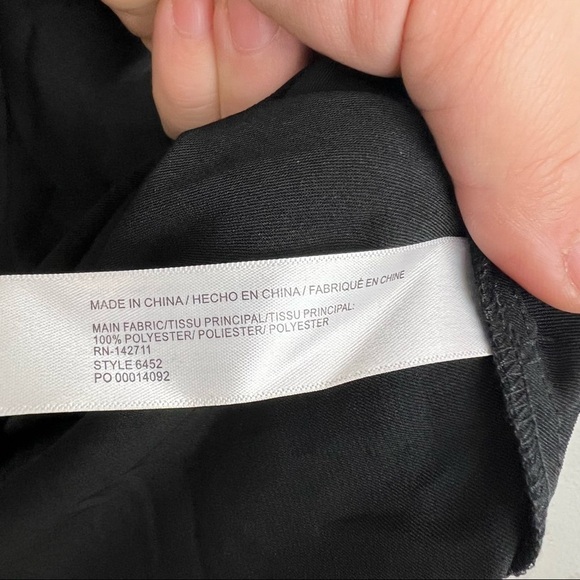 MADE IN CHINA / HECHO EN CHINA / FABRIQUÉ EN CHINE
MAIN FABRIC/TISSU PRINCIPAL/TISSU PRINCIPAL:
100% POLYESTER/ POLIESTER/ POLYESTER
RN-142711
STYLE 6452
PO 00014092